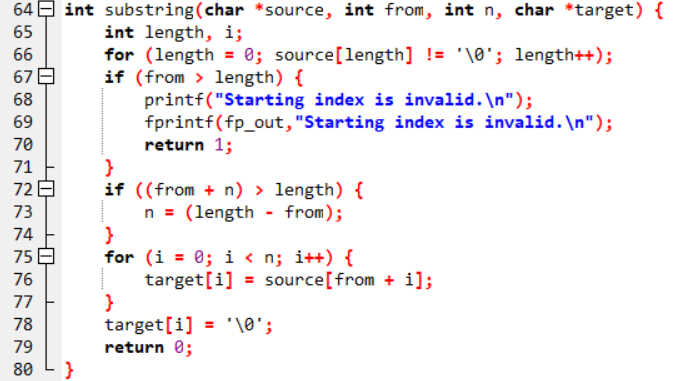 64 int substring(char *source, int from, int n, char *target) {
65     int length, i;
66     for (length = 0; source[length] != '\0'; length++);
67     if (from > length) {
68         printf("Starting index is invalid.\n");
69         fprintf(fp_out,"Starting index is invalid.\n");
70         return 1;
71     }
72     if ((from + n) > length) {
73         n = (length - from);
74     }
75     for (i = 0; i < n; i++) {
76         target[i] = source[from + i];
77     }
78     target[i] = '\0';
79     return 0;
80 }